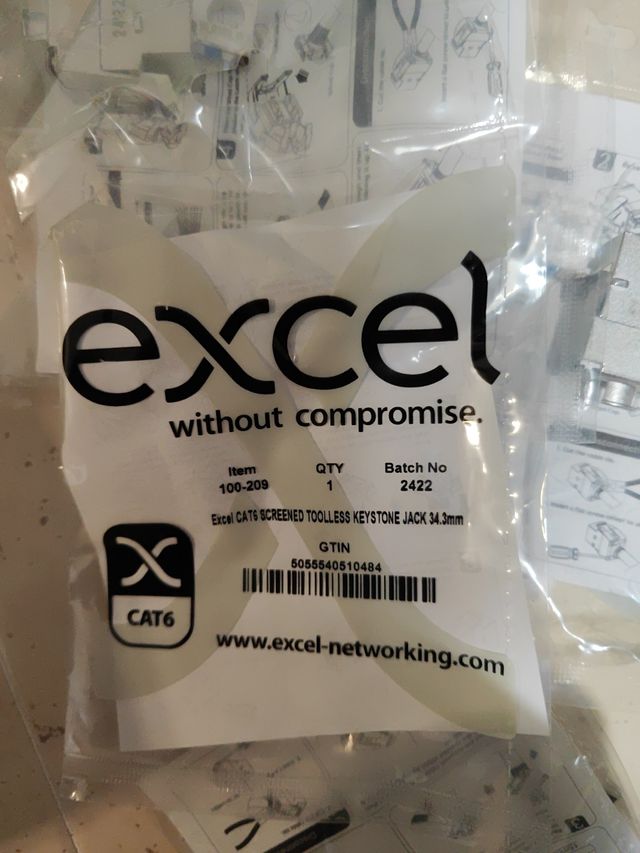 excel
without compromise.
Item QTY Batch No
100-209 1 2422
Excel CAT6 SCREENED TOOLLESS KEYSTONE JACK 34.3mm
GTIN
5055540510484
CAT6
www.excel-networking.com